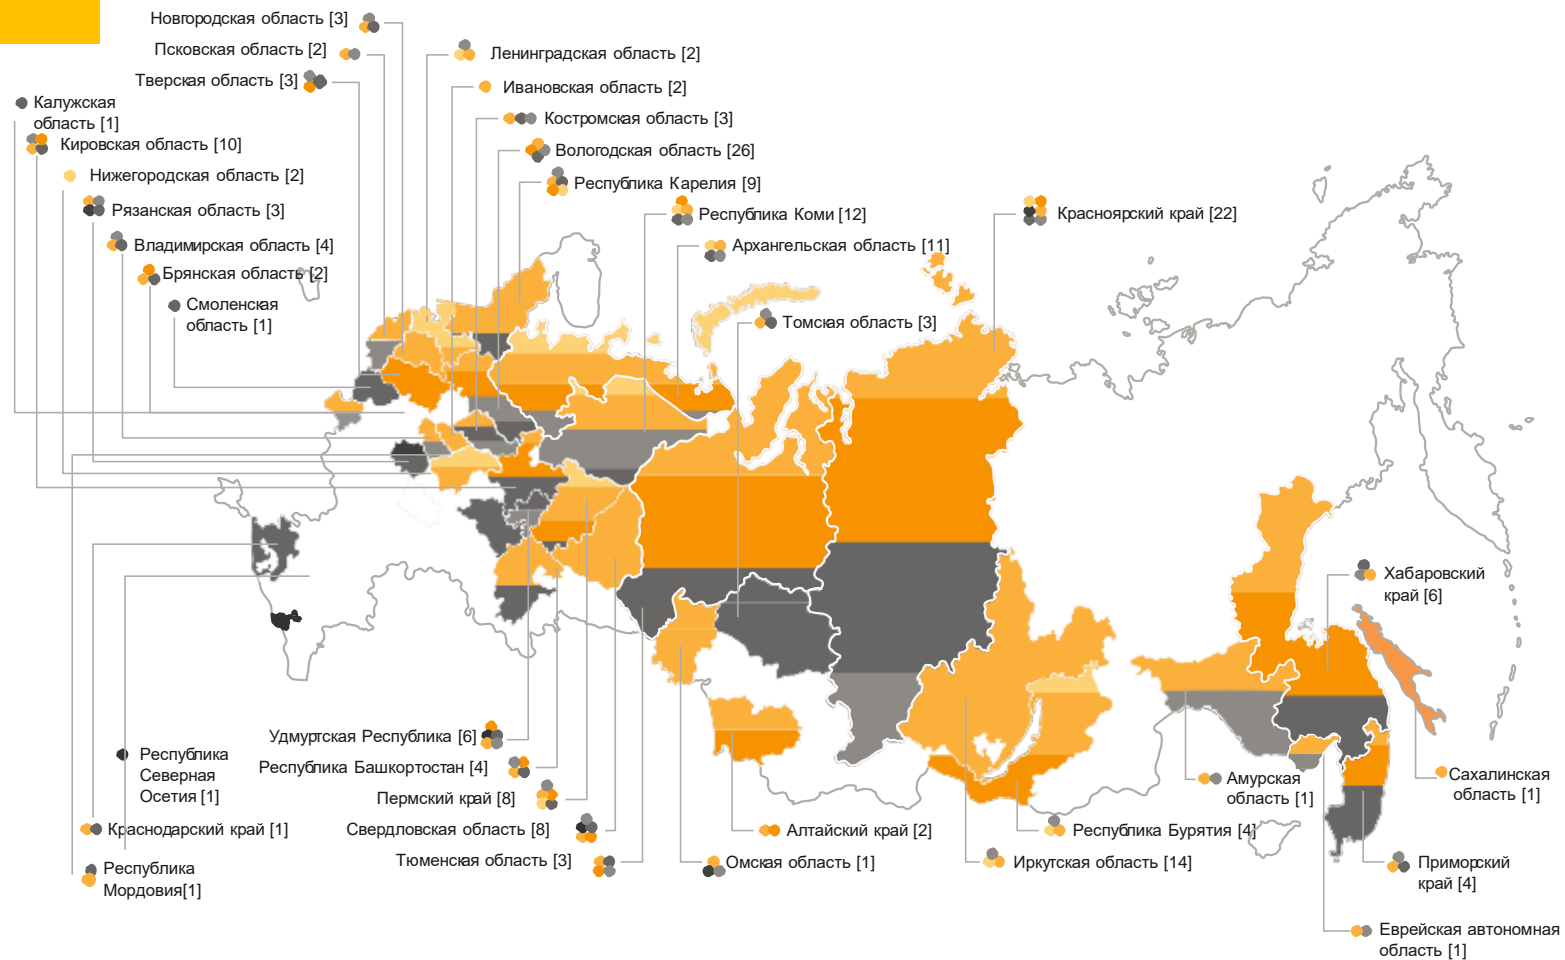 Новгородская область [3]
Псковская область [2]
Тверская область [3]
Калужская
область [1]
Кировская область [10]
Нижегородская область [2]
Рязанская область [3]
Владимирская область [4]
Брянская область [2]
Смоленская
область [1]
Ленинградская область [2]
Ивановская область [2]
Костромская область [3]
Вологодская область [26]
Республика Карелия [9]
Республика Коми [12]
Архангельская область [11]
Томская область [3]
Красноярский край [22]
Хабаровский
край [6]
Удмуртская Республика [6]
Республика Башкортостан [4]
Пермский край [8]
Свердловская область [8]
Тюменская область [3]
Республика
Северная
Осетия [1]
Краснодарский край [1]
Республика
Мордовия[1]
Омская область [1]
Алтайский край [2]
Иркутская область [14]
Республика Бурятия [4]
Амурская
область [1]
Сахалинская
область [1]
Приморский
край [4]
Еврейская автономная
область [1]